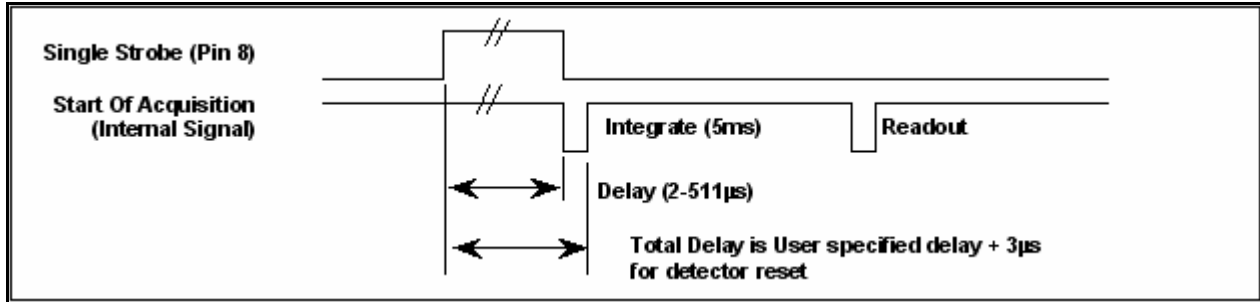 Single Strobe (Pin 8)
Start Of Acquisition
(Internal Signal)
Integrate (5ms)
Readout
Delay (2-511µs)
Total Delay is User specified delay + 3µs
for detector reset